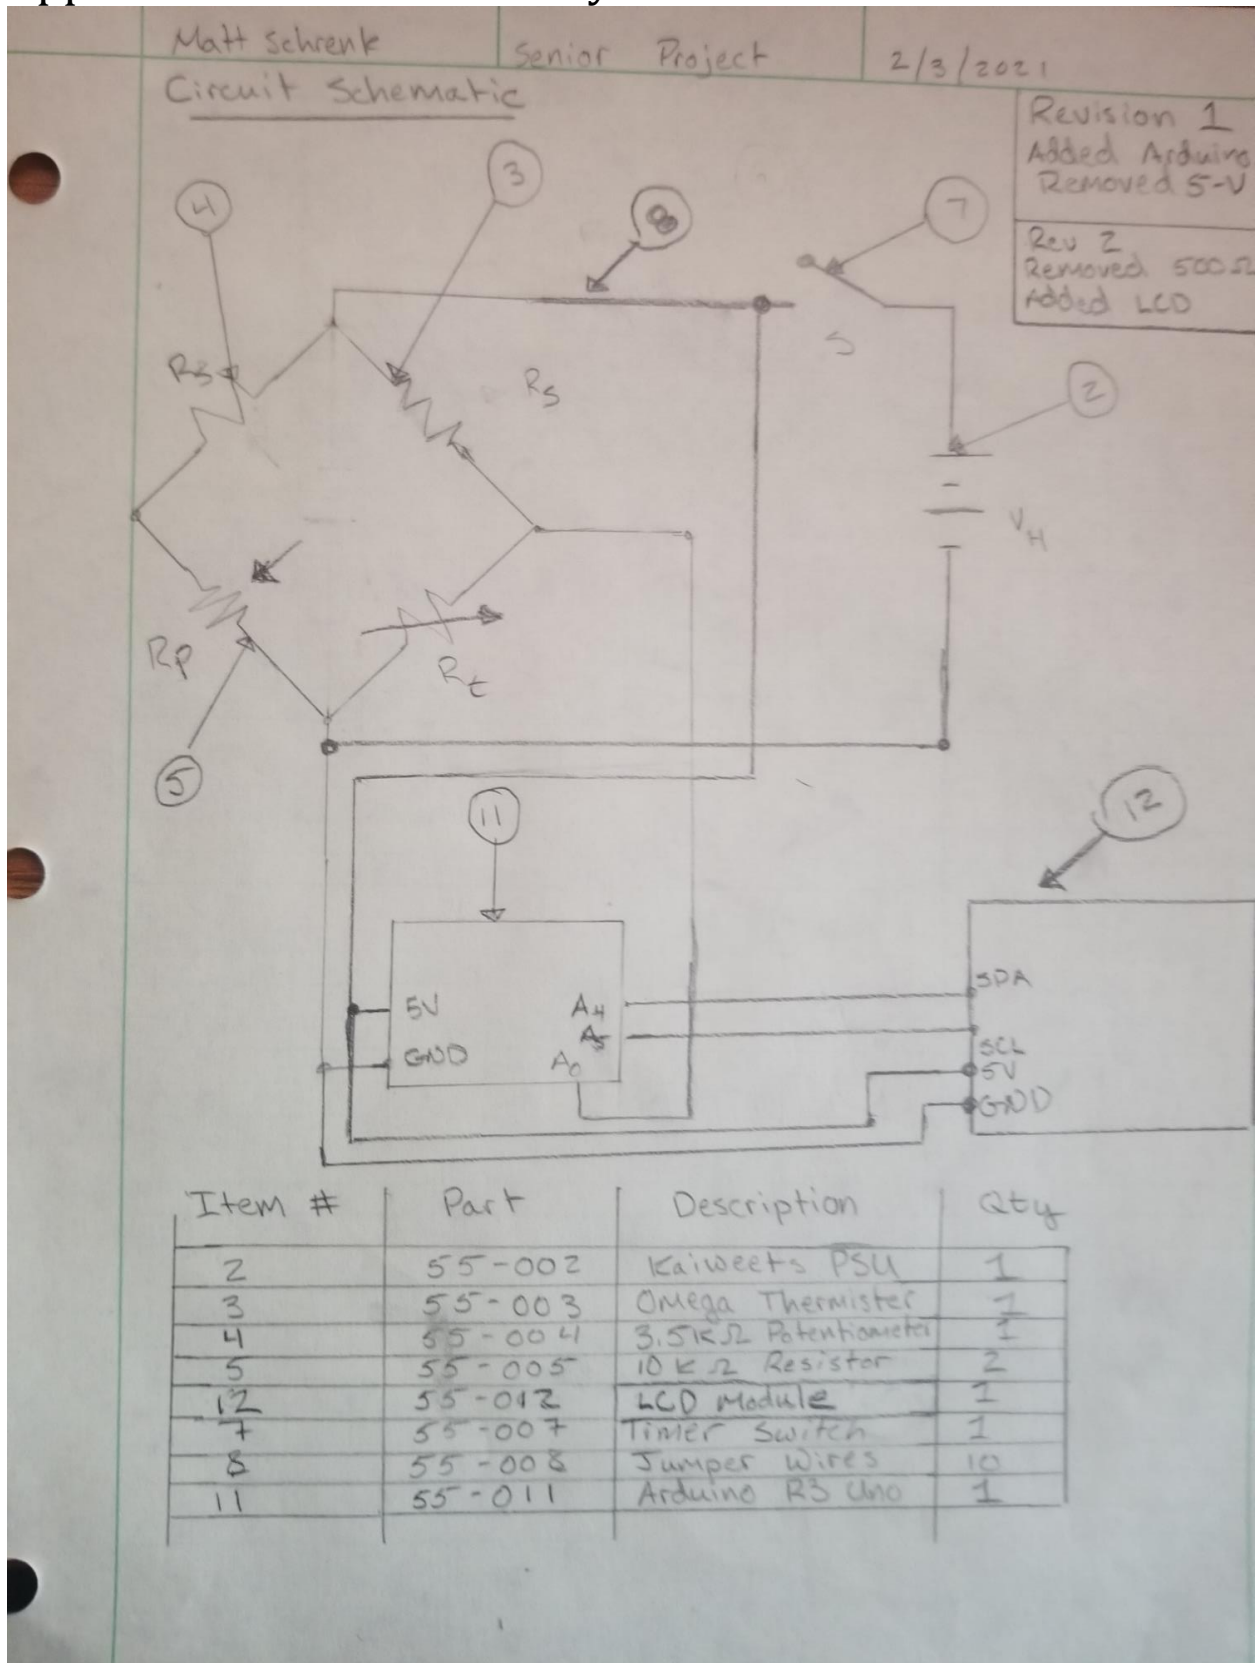 Matt Schrenk Senior Project 2/3/2021
Circuit Schematic
Revision 1
Added Arduino
Removed 5-V
Rev 2
Removed 500Ω
Added LCD
4
3
8
7
S
2
R3
Rs
VH
Rp
Rt
5
11
12
5V
GND
A4
A5
A0
SDA
SCL
5V
GND
Item # Part Description Qty
2 55-002 Kaiweets PSU 1
3 55-003 Omega Thermister 1
4 55-004 3.5KΩ Potentiometer 1
5 55-005 10KΩ Resistor 2
12 55-012 LCD Module 1
7 55-007 Timer Switch 1
8 55-008 Jumper Wires 10
11 55-011 Arduino R3 Uno 1